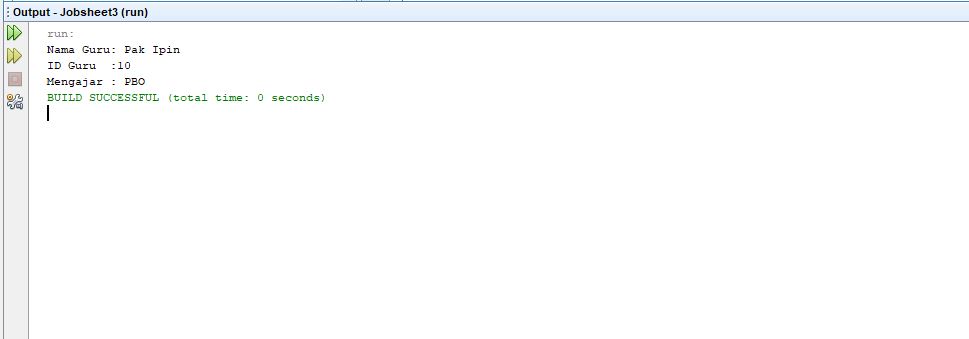 Output - Jobsheet3 (run)
run:
Nama Guru: Pak Ipin
ID Guru  :10
Mengajar : PBO
BUILD SUCCESSFUL (total time: 0 seconds)